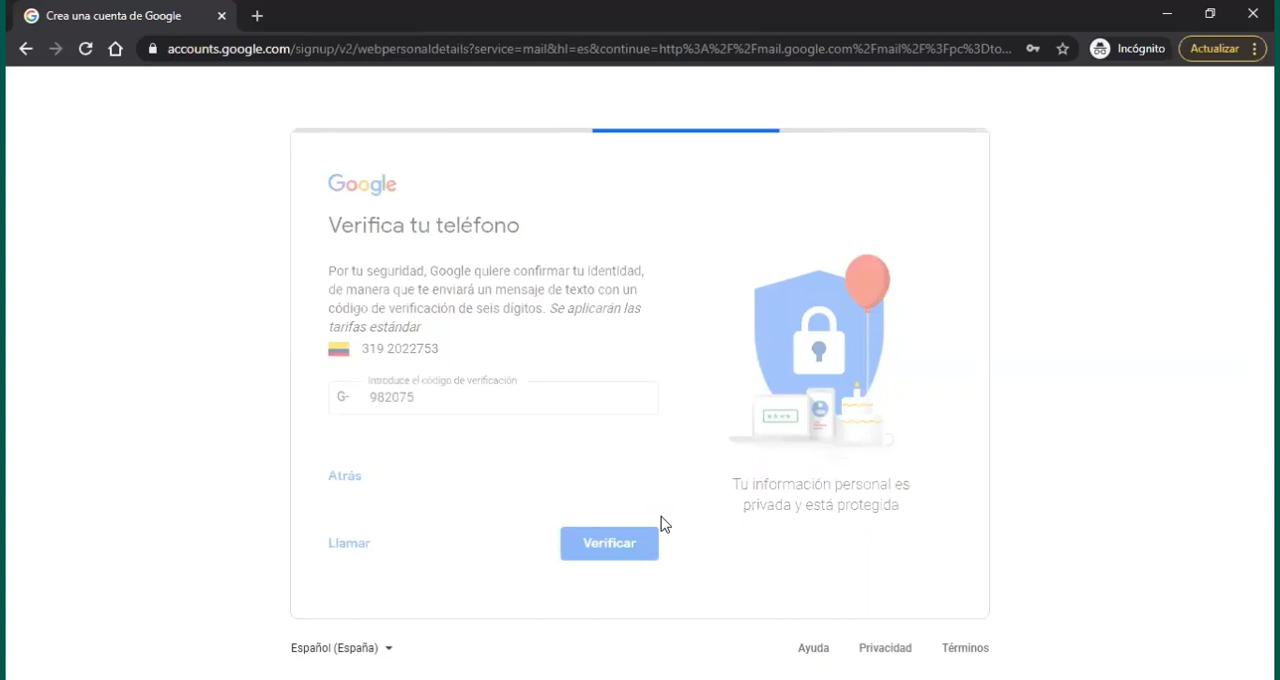 Crea una cuenta de Google
accounts.google.com/signup/v2/webpersonaldetails?service=mail&hl=es&continue=http%3A%2F%2Fmail.google.com%2Fmail%2F%3Fpc%3Dto...
Incógnito
Actualizar
Google
Verifica tu teléfono
Por tu seguridad, Google quiere confirmar tu identidad,
de manera que te enviará un mensaje de texto con un
código de verificación de seis dígitos. Se aplicarán las
tarifas estándar
319 2022753
Introduce el código de verificación
G- 982075
Atrás
Llamar
Verificar
Tu información personal es
privada y está protegida
Español (España)
Ayuda
Privacidad
Términos